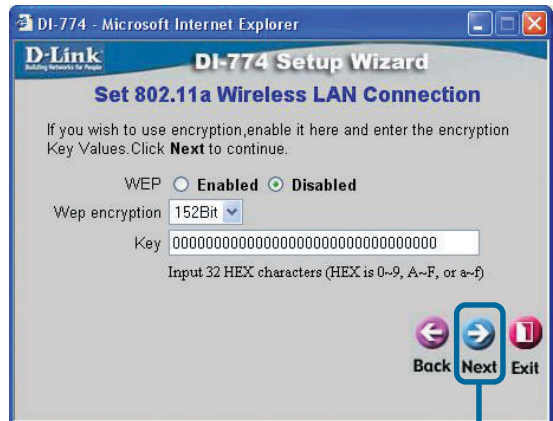 DI-774 - Microsoft Internet Explorer
D-Link
Building Networks for People
DI-774 Setup Wizard
Set 802.11a Wireless LAN Connection
If you wish to use encryption,enable it here and enter the encryption
Key Values.Click Next to continue.
WEP Enabled Disabled
Wep encryption 152Bit
Key 00000000000000000000000000000000
Input 32 HEX characters (HEX is 0~9, A~F, or a~f)
Back Next Exit